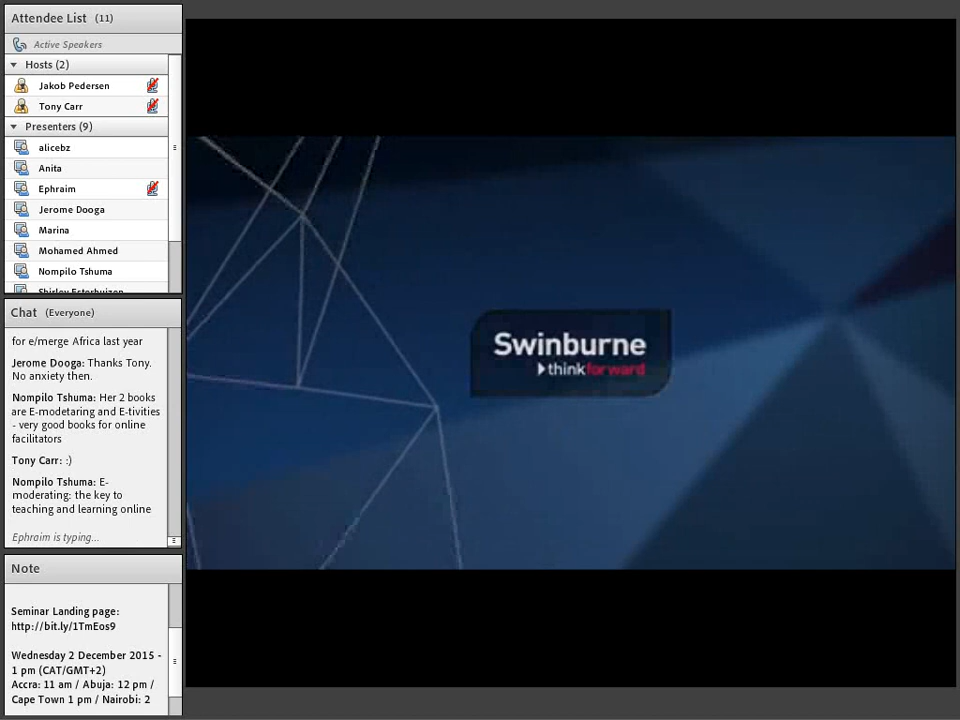 Attendee List (11)
Active Speakers
Hosts (2)
Jakob Pedersen
Tony Carr
Presenters (9)
alicebz
Anita
Ephraim
Jerome Dooga
Marina
Mohamed Ahmed
Nompilo Tshuma
Shirley Esterhuizen
Chat (Everyone)
for e/merge Africa last year
Jerome Dooga: Thanks Tony.
No anxiety then.
Nompilo Tshuma: Her 2 books
are E-modetaring and E-tivities
- very good books for online
facilitators
Tony Carr: :)
Nompilo Tshuma: E-
moderating: the key to
teaching and learning online
Ephraim is typing...
Note
Seminar Landing page:
http://bit.ly/1TmEos9
Wednesday 2 December 2015 -
1 pm (CAT/GMT+2)
Accra: 11 am / Abuja: 12 pm /
Cape Town 1 pm / Nairobi: 2
Swinburne
thinkforward